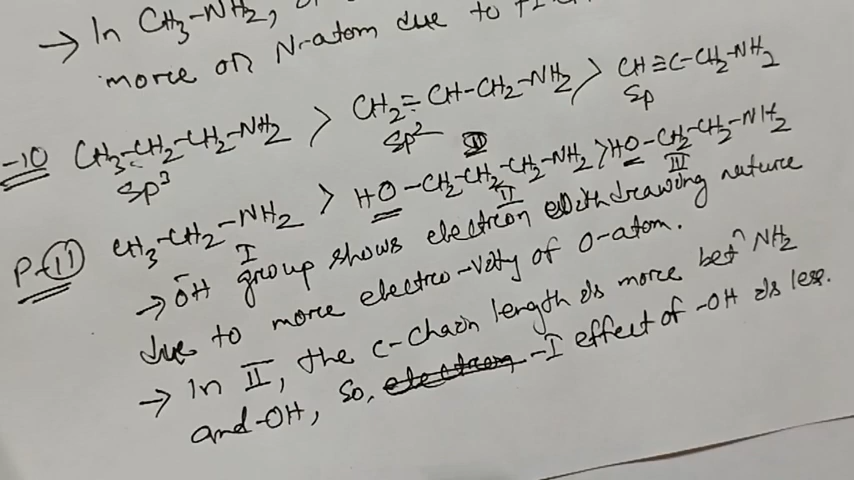 → In CH3-NH2,
more on N-atom due to +I
-10 CH3-CH2-CH2-NH2 > CH2=CH-CH2-NH2 > CH≡C-CH2-NH2
Sp3 Sp2 Sp
P-11 CH3-CH2-NH2 > HO-CH2-CH2-CH2-NH2 > HO-CH2-CH2-NH2
I II III
→ OH group shows electron withdrawing nature
due to more electro-vity of O-atom.
→ In II, the C-chain length is more betn NH2
and -OH, so, -I effect of -OH is less.